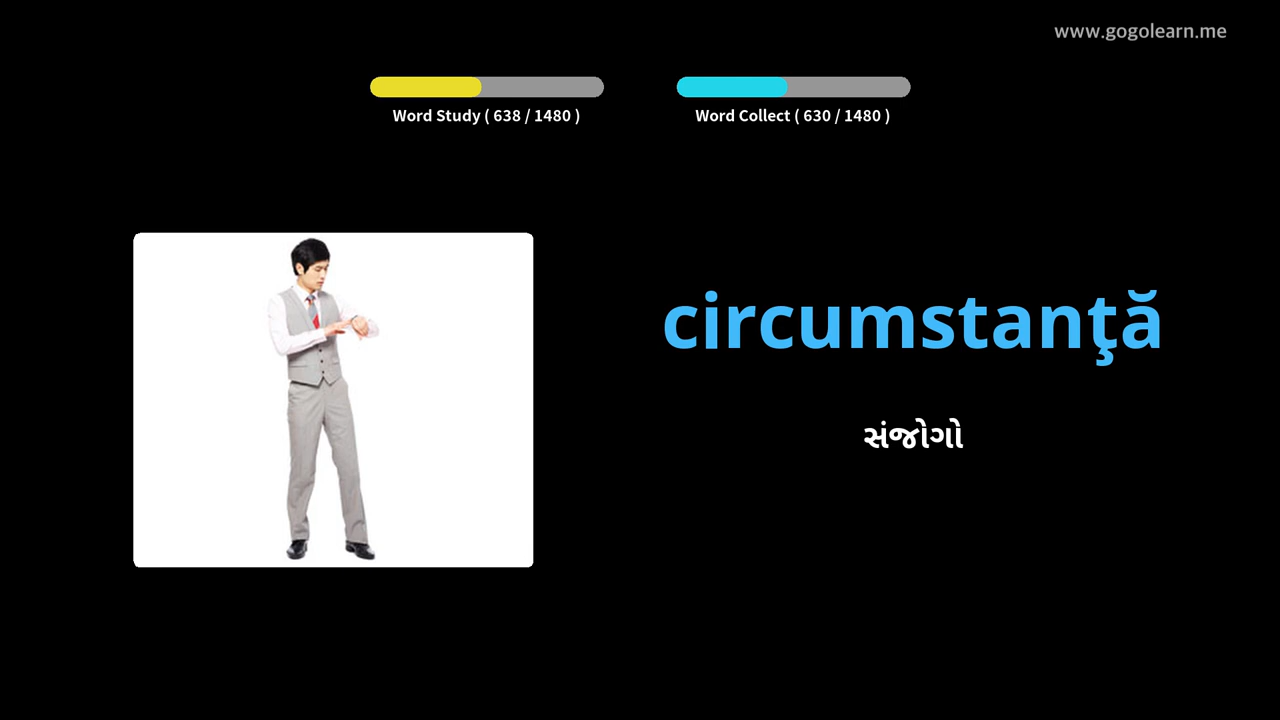 www.gogolearn.me
Word Study ( 638 / 1480 )
Word Collect ( 630 / 1480 )
circumstanţă
સંજોગો